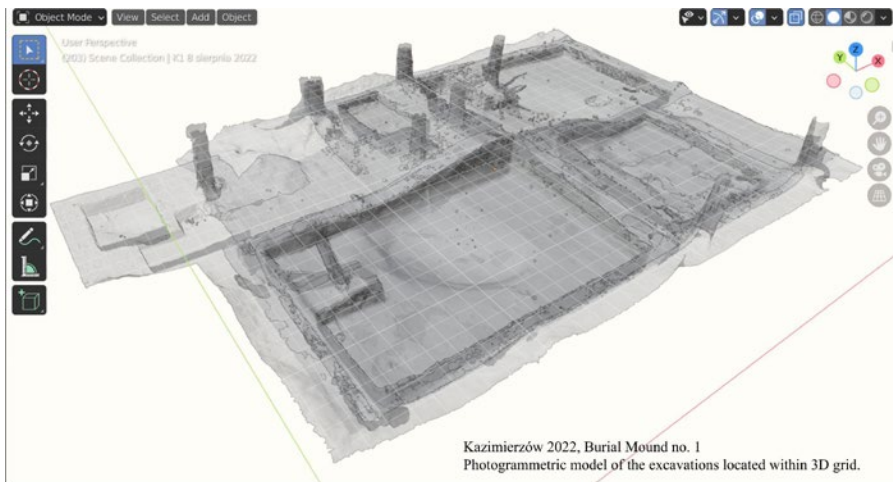 Object Mode View Select Add Object
User Perspective
(203) Scene Collection | K1 8 sierpnia 2022
Z
Y
X
Kazimierzów 2022, Burial Mound no. 1
Photogrammetric model of the excavations located within 3D grid.